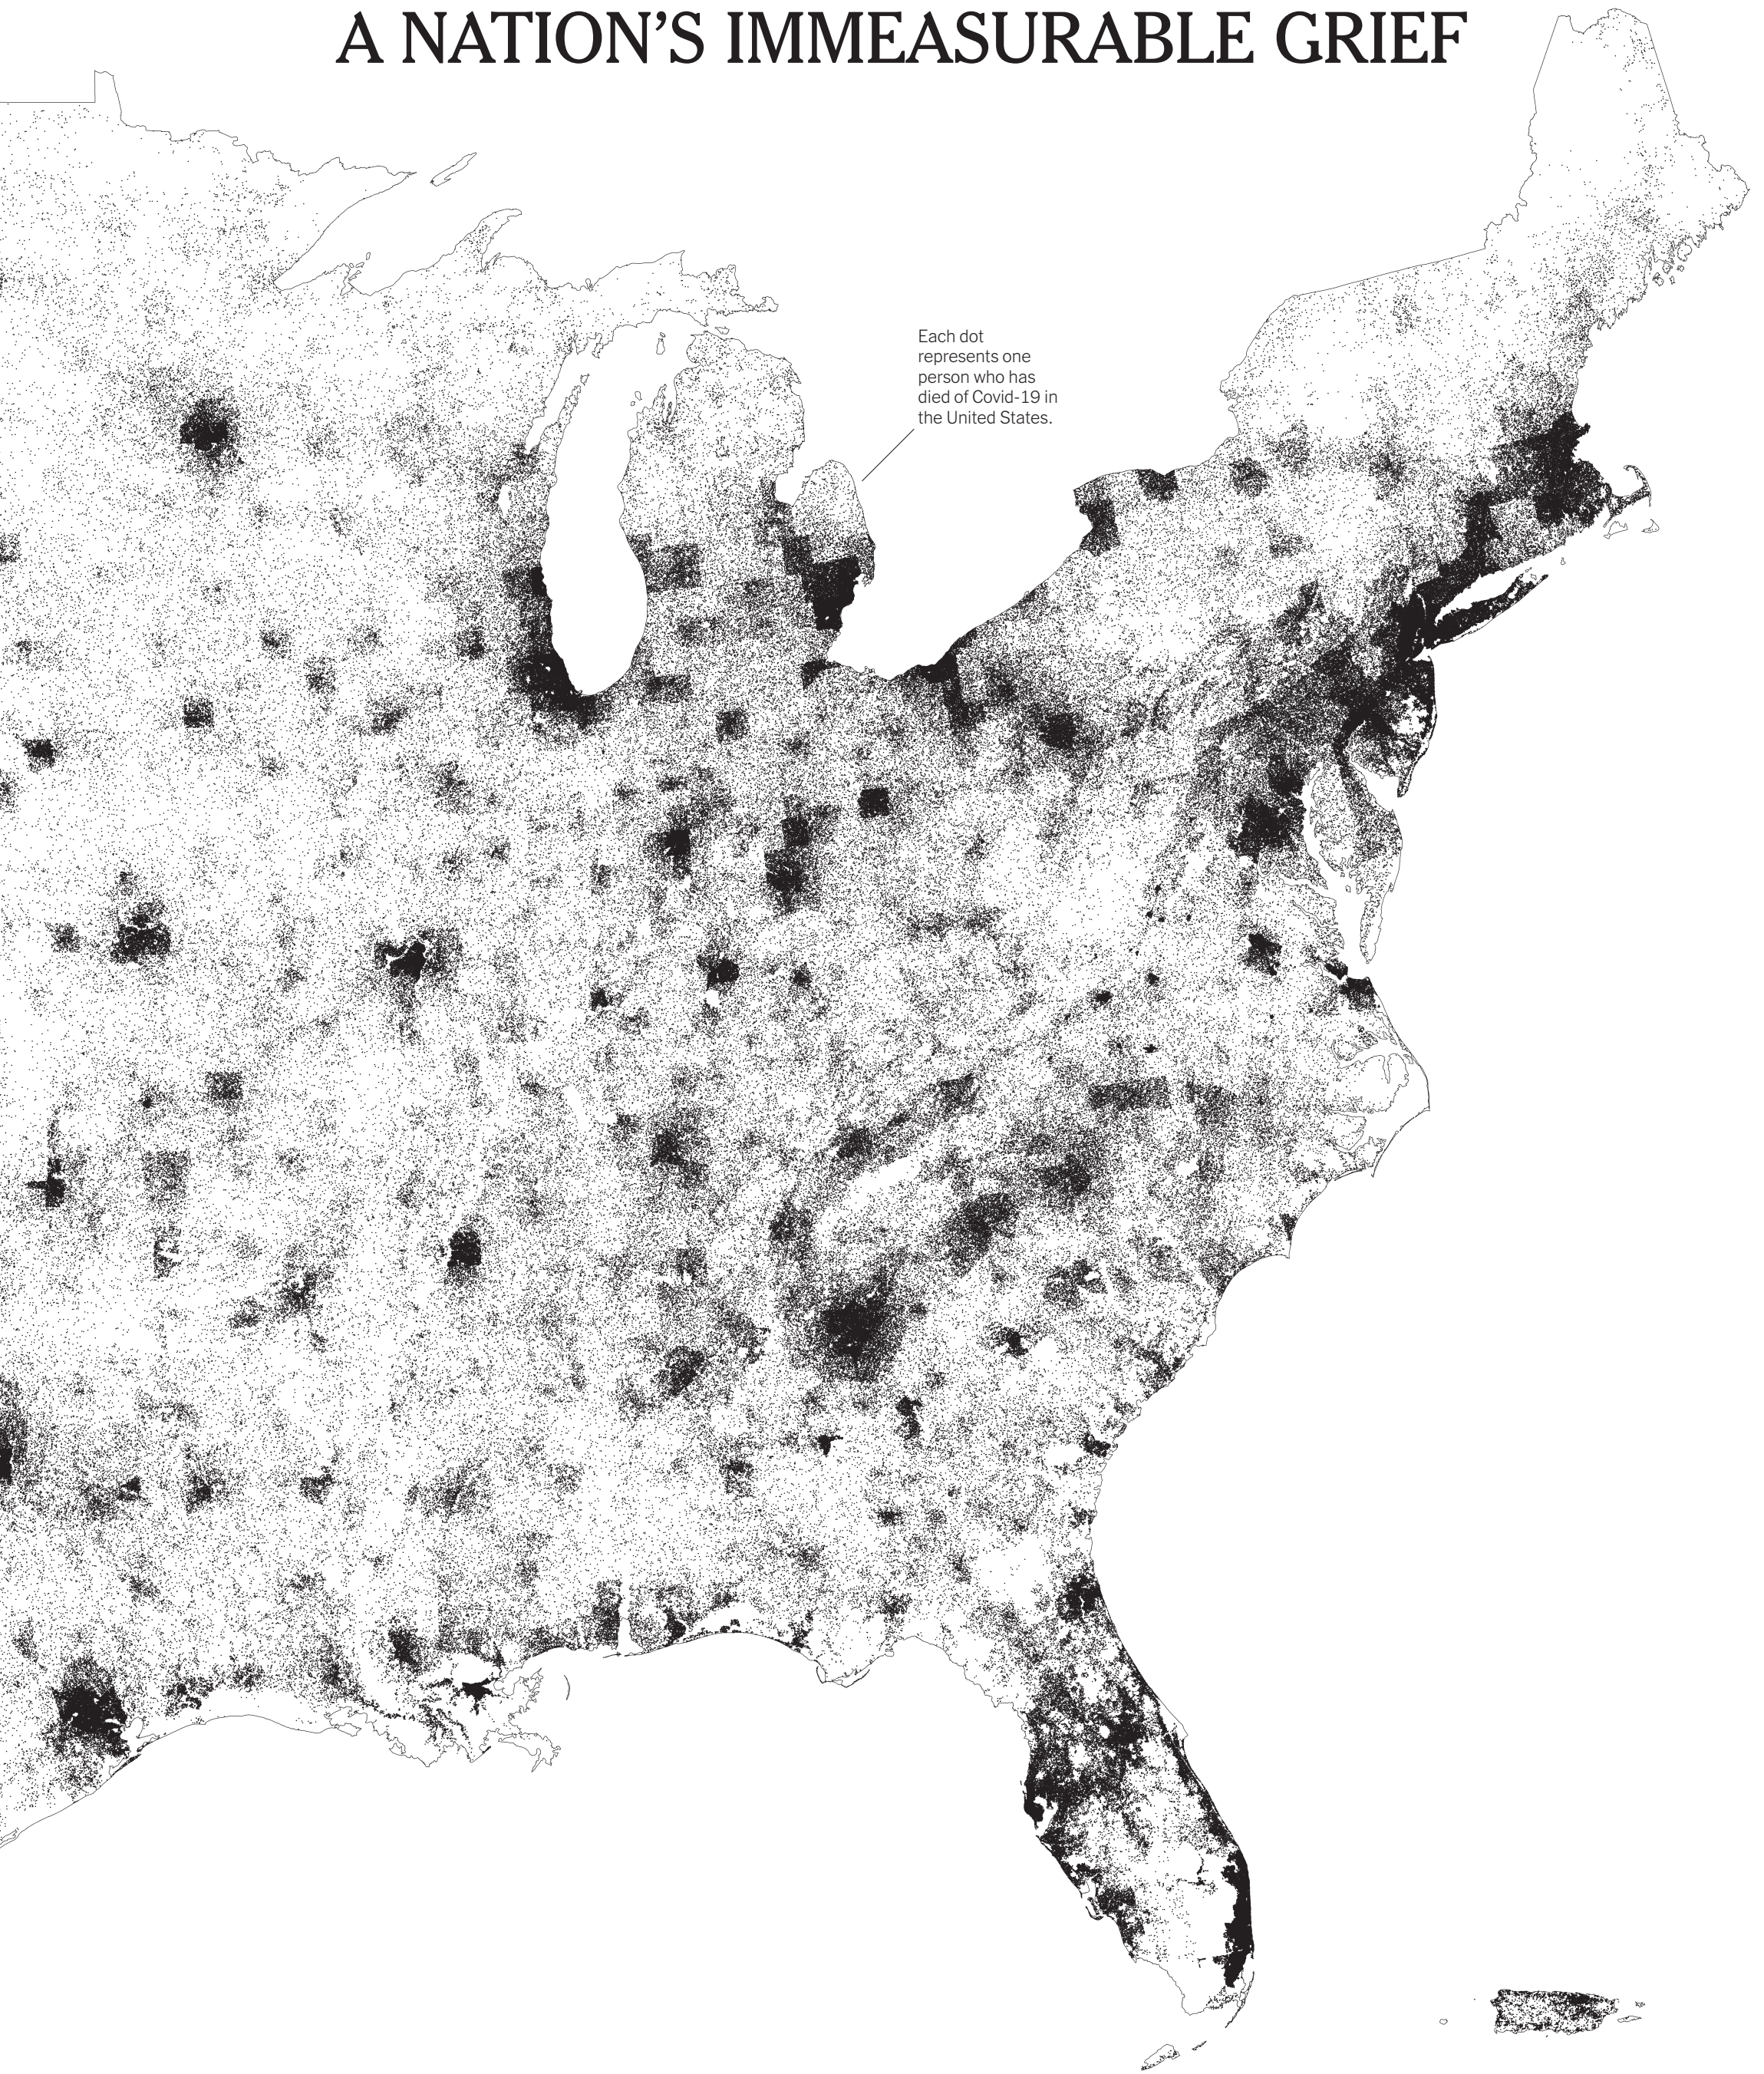 A NATION’S IMMEASURABLE GRIEF
Each dot
represents one
person who has
died of Covid-19 in
the United States.